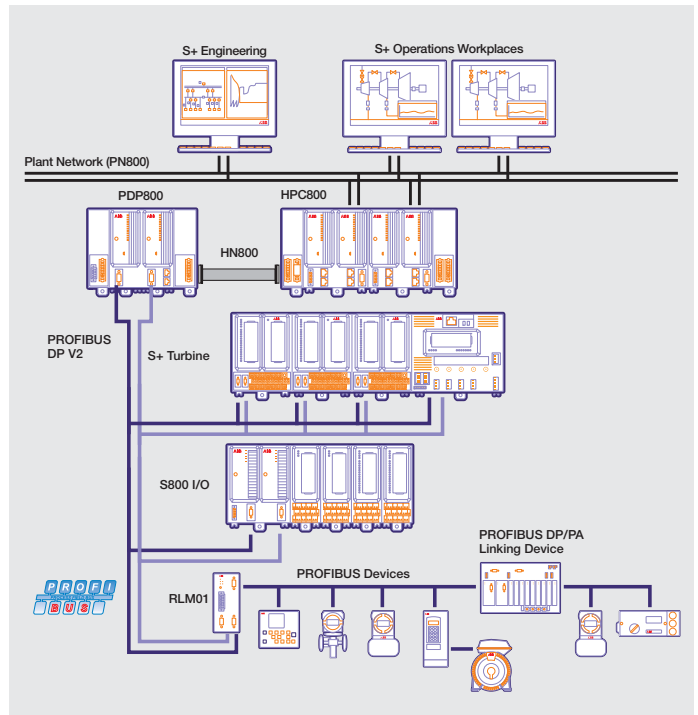 S+ Engineering
S+ Operations Workplaces
Plant Network (PN800)
PDP800
HPC800
HN800
PROFIBUS
DP V2
S+ Turbine
S800 I/O
PROFIBUS DP/PA
Linking Device
PROFIBUS Devices
RLM01
PROFI
BUS